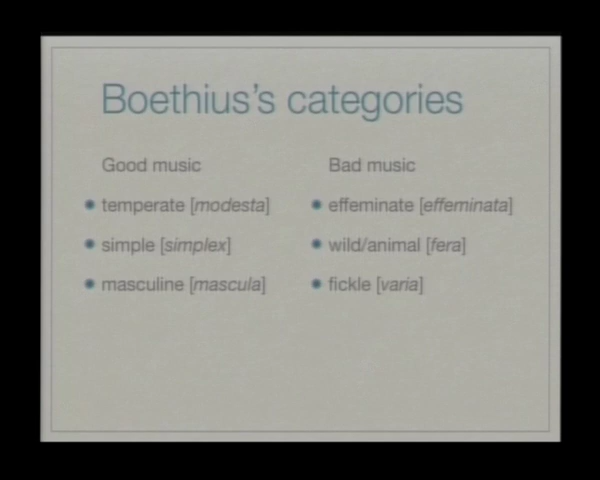 Boethius's categories
Good music
temperate [modesta]
simple [simplex]
masculine [mascula]
Bad music
effeminate [effeminata]
wild/animal [fera]
fickle [varia]